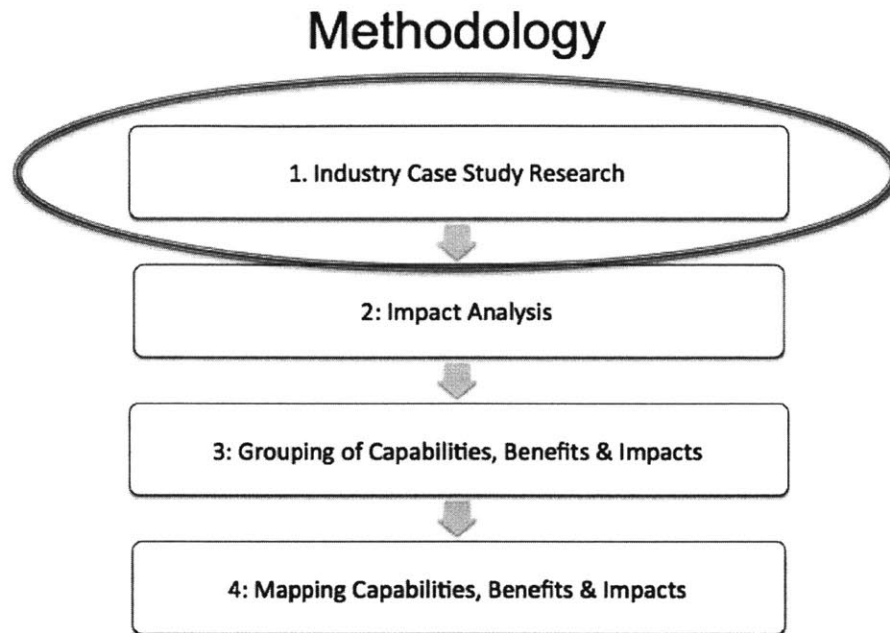 Methodology
1. Industry Case Study Research
2: Impact Analysis
3: Grouping of Capabilities, Benefits & Impacts
4: Mapping Capabilities, Benefits & Impacts